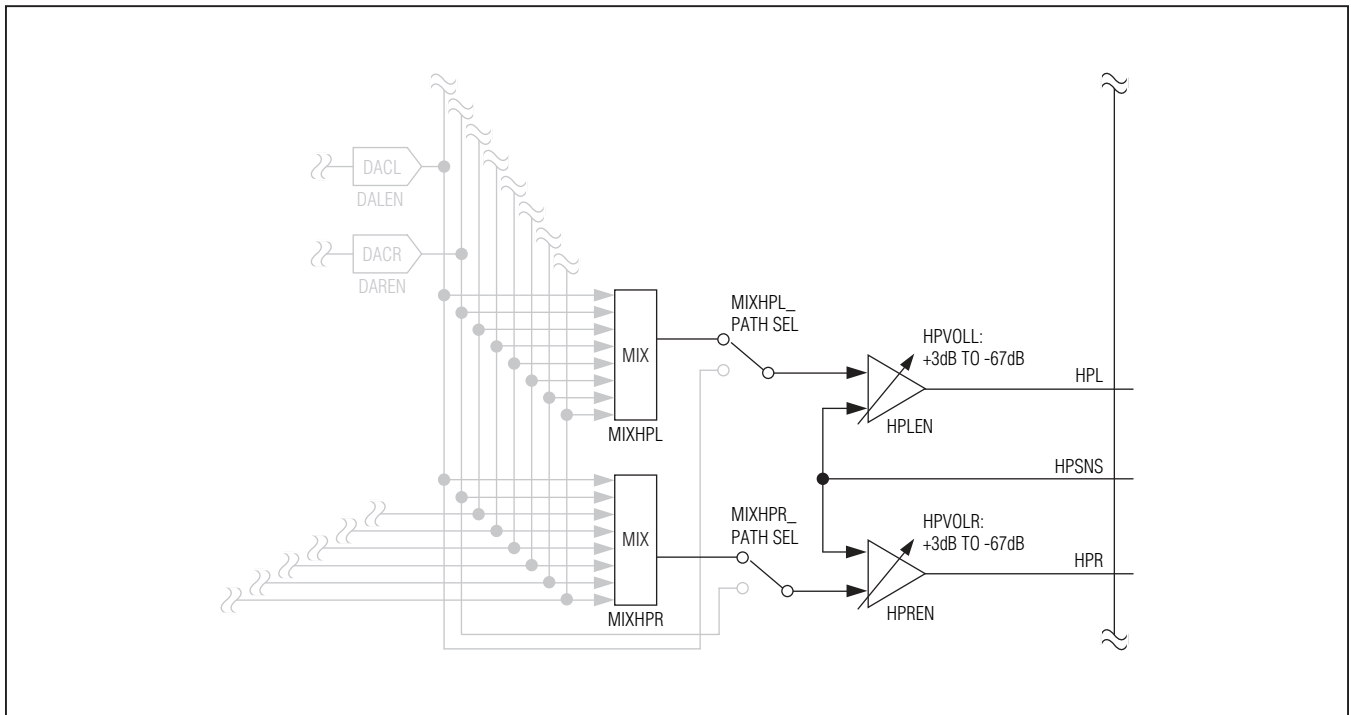 DACL
DALEN
DACR
DAREN
MIX
MIXHPL
MIXHPL_
PATH SEL
HPVOLL:
+3dB TO -67dB
HPLEN
HPL
HPSNS
MIX
MIXHPR
MIXHPR_
PATH SEL
HPVOLR:
+3dB TO -67dB
HPREN
HPR